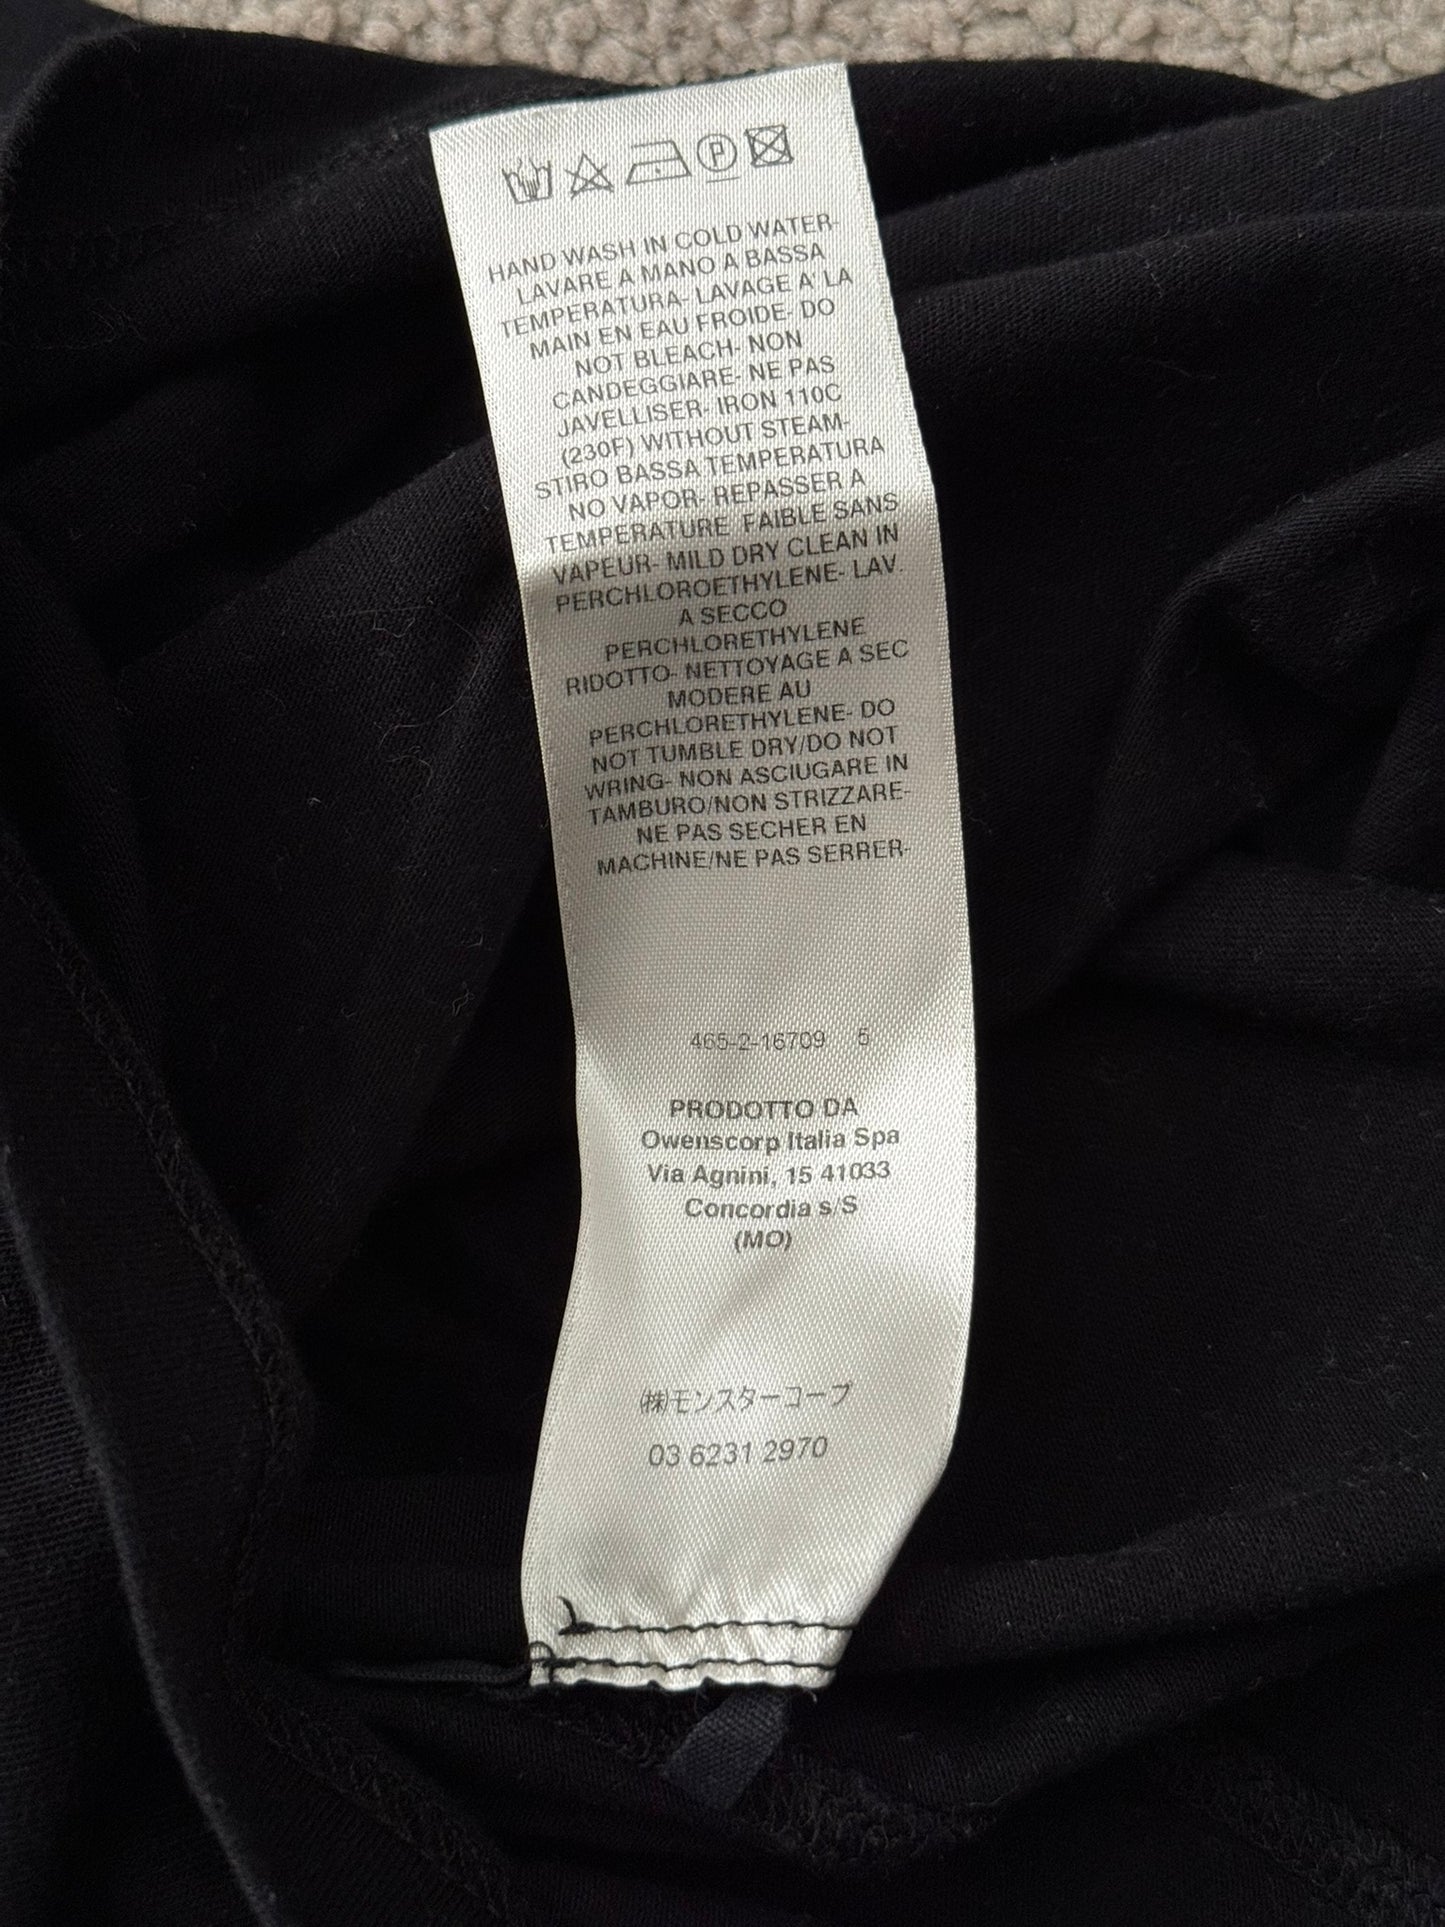 P
HAND WASH IN COLD WATER-
LAVARE A MANO A BASSA
TEMPERATURA- LAVAGE A' LA
MAIN EN EAU FROIDE- DO
NOT BLEACH- NON
CANDEGGIARE- NE PAS
JAVELLISER- IRON 110C
(230F) WITHOUT STEAM-
STIRO BASSA TEMPERATURA
NO VAPOR- REPASSER A
TEMPERATURE FAIBLE SANS
VAPEUR- MILD DRY CLEAN IN
PERCHLOROETHYLENE- LAV.
A SECCO
PERCHLORETHYLENE
RIDOTTO- NETTOYAGE A SEC
MODERE AU
PERCHLORETHYLENE- DO
NOT TUMBLE DRY/DO NOT
WRING- NON ASCIUGARE IN
TAMBURO/NON STRIZZARE-
NE PAS SECHER EN
MACHINE/NE PAS SERRER-
465-2-16709 5
PRODOTTO DA
Owenscorp Italia Spa
Via Agnini, 15 41033
Concordia s/S
(MO)
㈱モンスターコープ
03 6231 2970